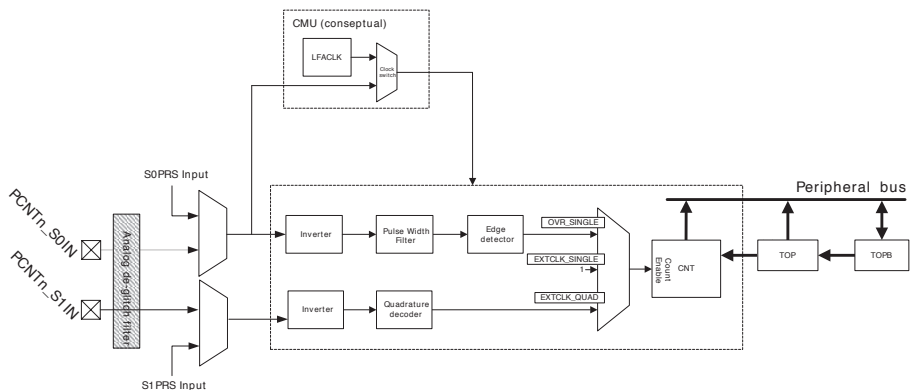 CMU (conseptual)
LFACLK
Clock
switch
S0PRS Input
PCNTn_S0IN
PCNTn_S1IN
Analog de-glitch filter
Inverter
Pulse Width
Filter
Edge
detector
OVR_SINGLE
EXTCLK_SINGLE
1
EXTCLK_QUAD
Inverter
Quadrature
decoder
Count
Enable
CNT
Peripheral bus
TOP
TOPB
S1PRS Input